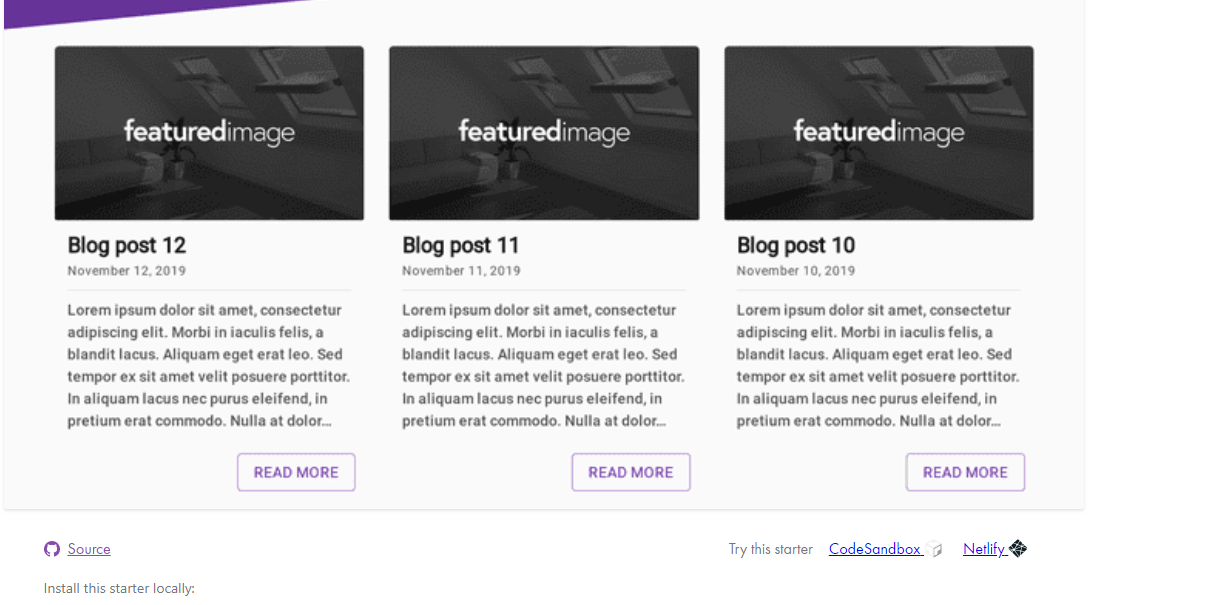 featuredimage
featuredimage
featuredimage
Blog post 12
November 12, 2019
Lorem ipsum dolor sit amet, consectetur
adipiscing elit. Morbi in iaculis felis, a
blandit lacus. Aliquam eget erat leo. Sed
tempor ex sit amet velit posuere porttitor.
In aliquam lacus nec purus eleifend, in
pretium erat commodo. Nulla at dolor...
READ MORE
Blog post 11
November 11, 2019
Lorem ipsum dolor sit amet, consectetur
adipiscing elit. Morbi in iaculis felis, a
blandit lacus. Aliquam eget erat leo. Sed
tempor ex sit amet velit posuere porttitor.
In aliquam lacus nec purus eleifend, in
pretium erat commodo. Nulla at dolor...
READ MORE
Blog post 10
November 10, 2019
Lorem ipsum dolor sit amet, consectetur
adipiscing elit. Morbi in iaculis felis, a
blandit lacus. Aliquam eget erat leo. Sed
tempor ex sit amet velit posuere porttitor.
In aliquam lacus nec purus eleifend, in
pretium erat commodo. Nulla at dolor...
READ MORE
Source
Try this starter CodeSandbox Netlify
Install this starter locally: